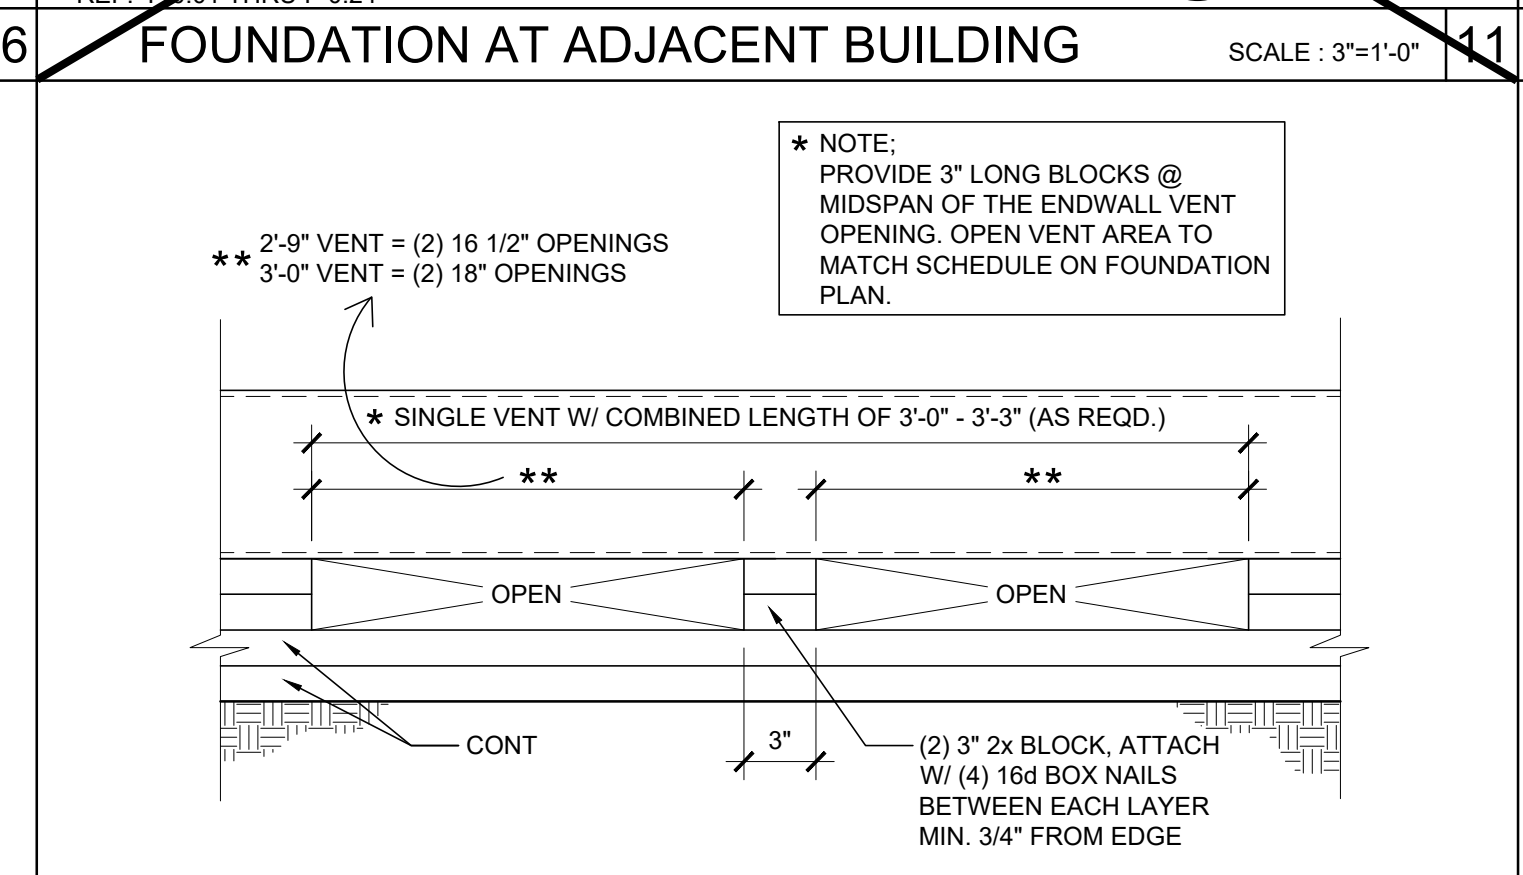 6
FOUNDATION AT ADJACENT BUILDING
SCALE : 3"=1'-0"
11
* NOTE;
PROVIDE 3" LONG BLOCKS @
MIDSPAN OF THE ENDWALL VENT
OPENING. OPEN VENT AREA TO
MATCH SCHEDULE ON FOUNDATION
PLAN.
** 2'-9" VENT = (2) 16 1/2" OPENINGS
3'-0" VENT = (2) 18" OPENINGS
* SINGLE VENT W/ COMBINED LENGTH OF 3'-0" - 3'-3" (AS REQD.)
**
**
OPEN
OPEN
CONT
3"
(2) 3" 2x BLOCK, ATTACH
W/ (4) 16d BOX NAILS
BETWEEN EACH LAYER
MIN. 3/4" FROM EDGE